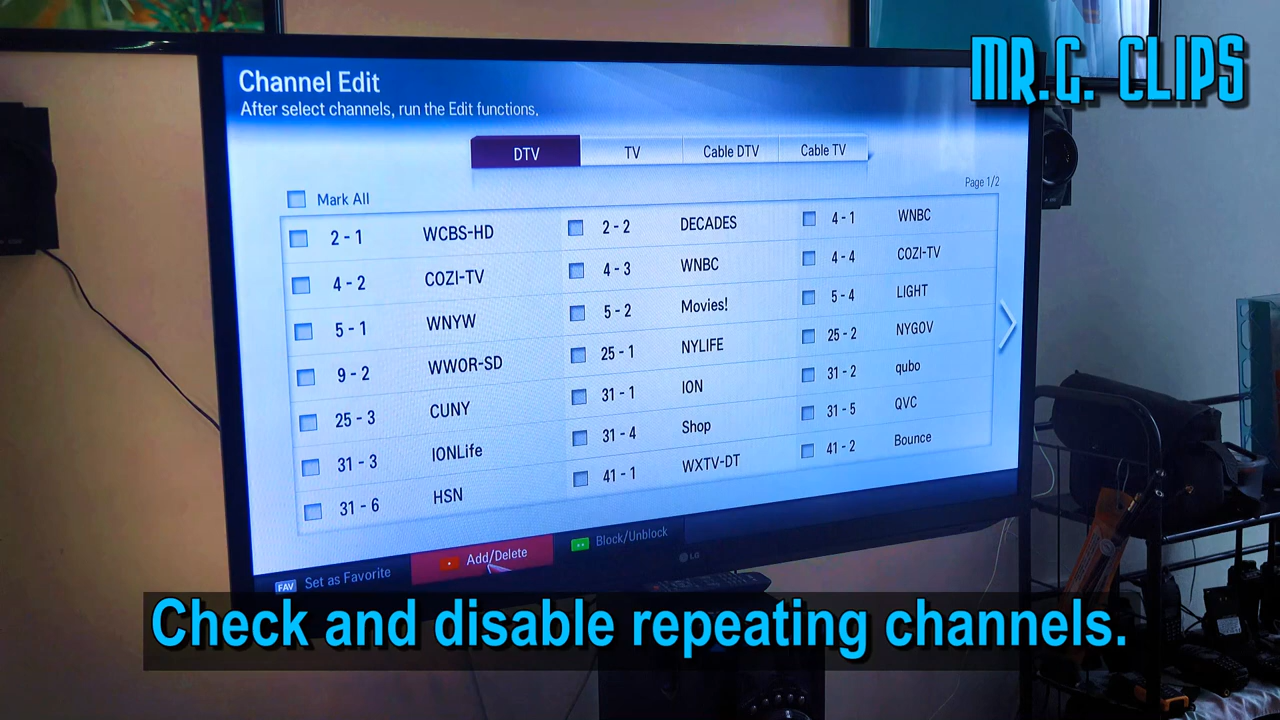 MR.G. CLIPS
Channel Edit
After select channels, run the Edit functions.
DTV TV Cable DTV Cable TV
Page 1/2
Mark All
2 - 1 WCBS-HD 2 - 2 DECADES 4 - 1 WNBC
4 - 2 COZI-TV 4 - 3 WNBC 4 - 4 COZI-TV
5 - 1 WNYW 5 - 2 Movies! 5 - 4 LIGHT
9 - 2 WWOR-SD 25 - 1 NYLIFE 25 - 2 NYGOV
25 - 3 CUNY 31 - 1 ION 31 - 2 qubo
31 - 3 IONLife 31 - 4 Shop 31 - 5 QVC
31 - 6 HSN 41 - 1 WXTV-DT 41 - 2 Bounce
FAV Set as Favorite Add/Delete Block/Unblock
LG
Check and disable repeating channels.